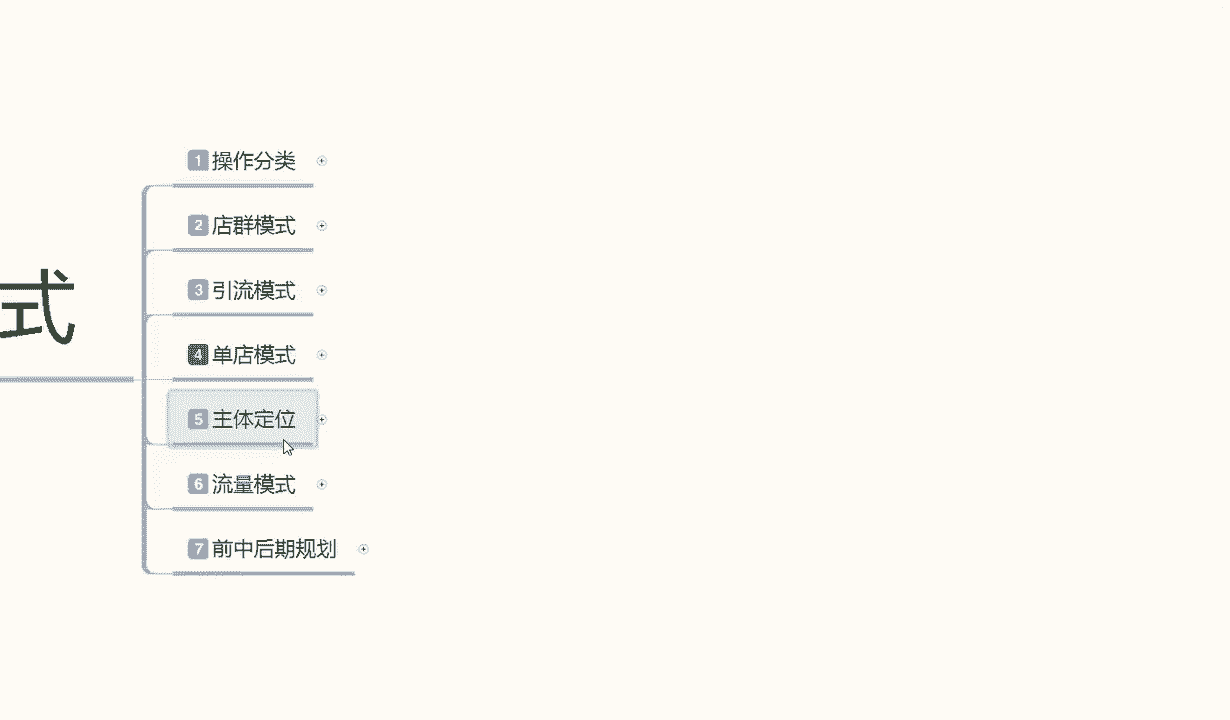 式
1 操作分类
2 店群模式
3 引流模式
4 单店模式
5 主体定位
6 流量模式
7 前中后期规划